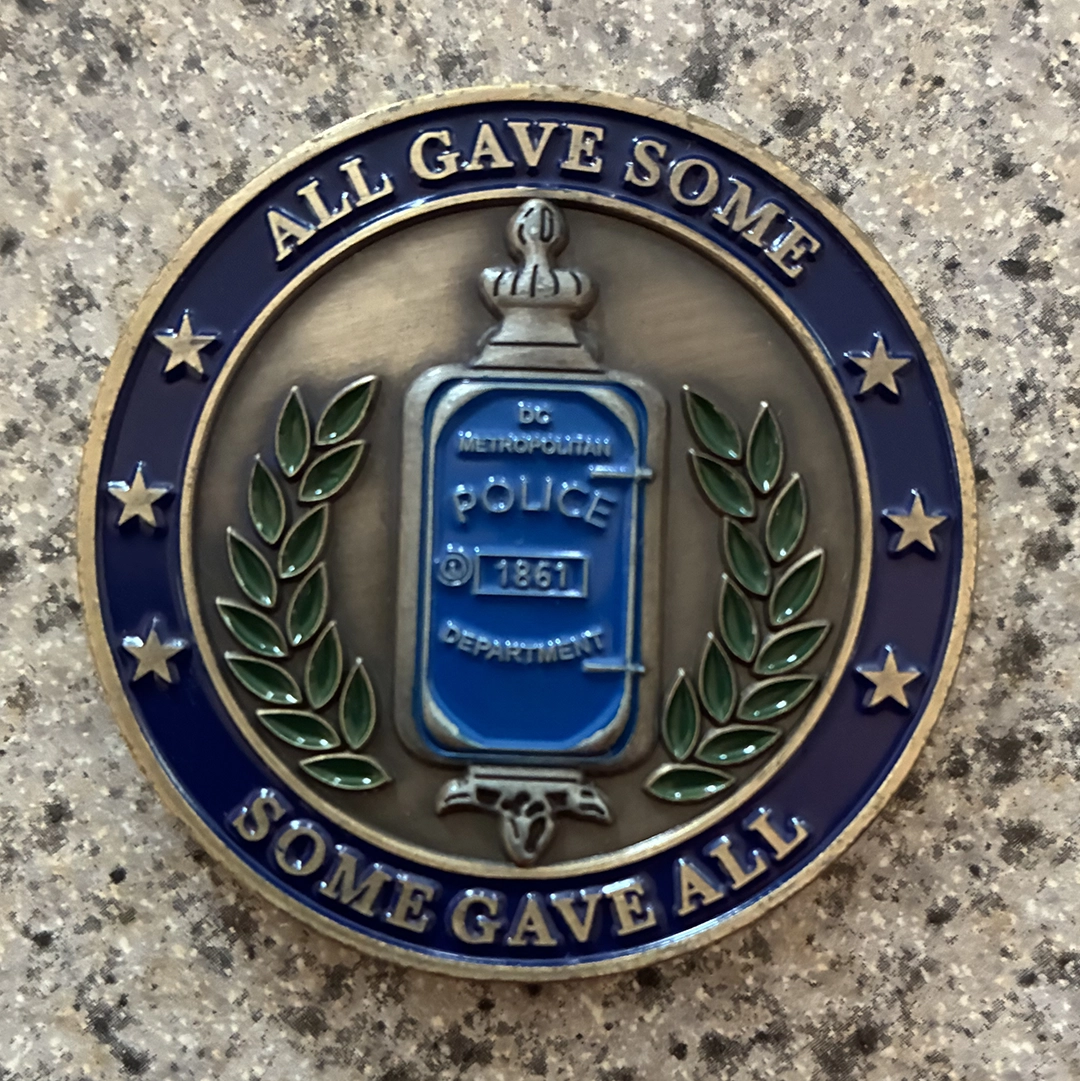 ALL GAVE SOME
DC
METROPOLITAN
POLICE
1861
DEPARTMENT
SOME GAVE ALL